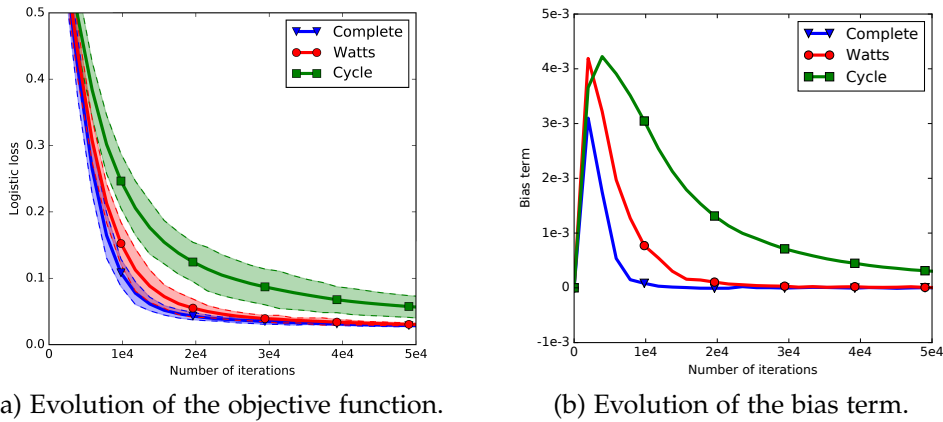 0.5
0.4
0.3
0.2
0.1
0.0
Logistic loss
0
1e4
2e4
3e4
4e4
5e4
Number of iterations
Complete
Watts
Cycle
5e-3
4e-3
3e-3
2e-3
1e-3
0
-1e-3
Bias term
0
1e4
2e4
3e4
4e4
5e4
Number of iterations
Complete
Watts
Cycle
a) Evolution of the objective function.
(b) Evolution of the bias term.